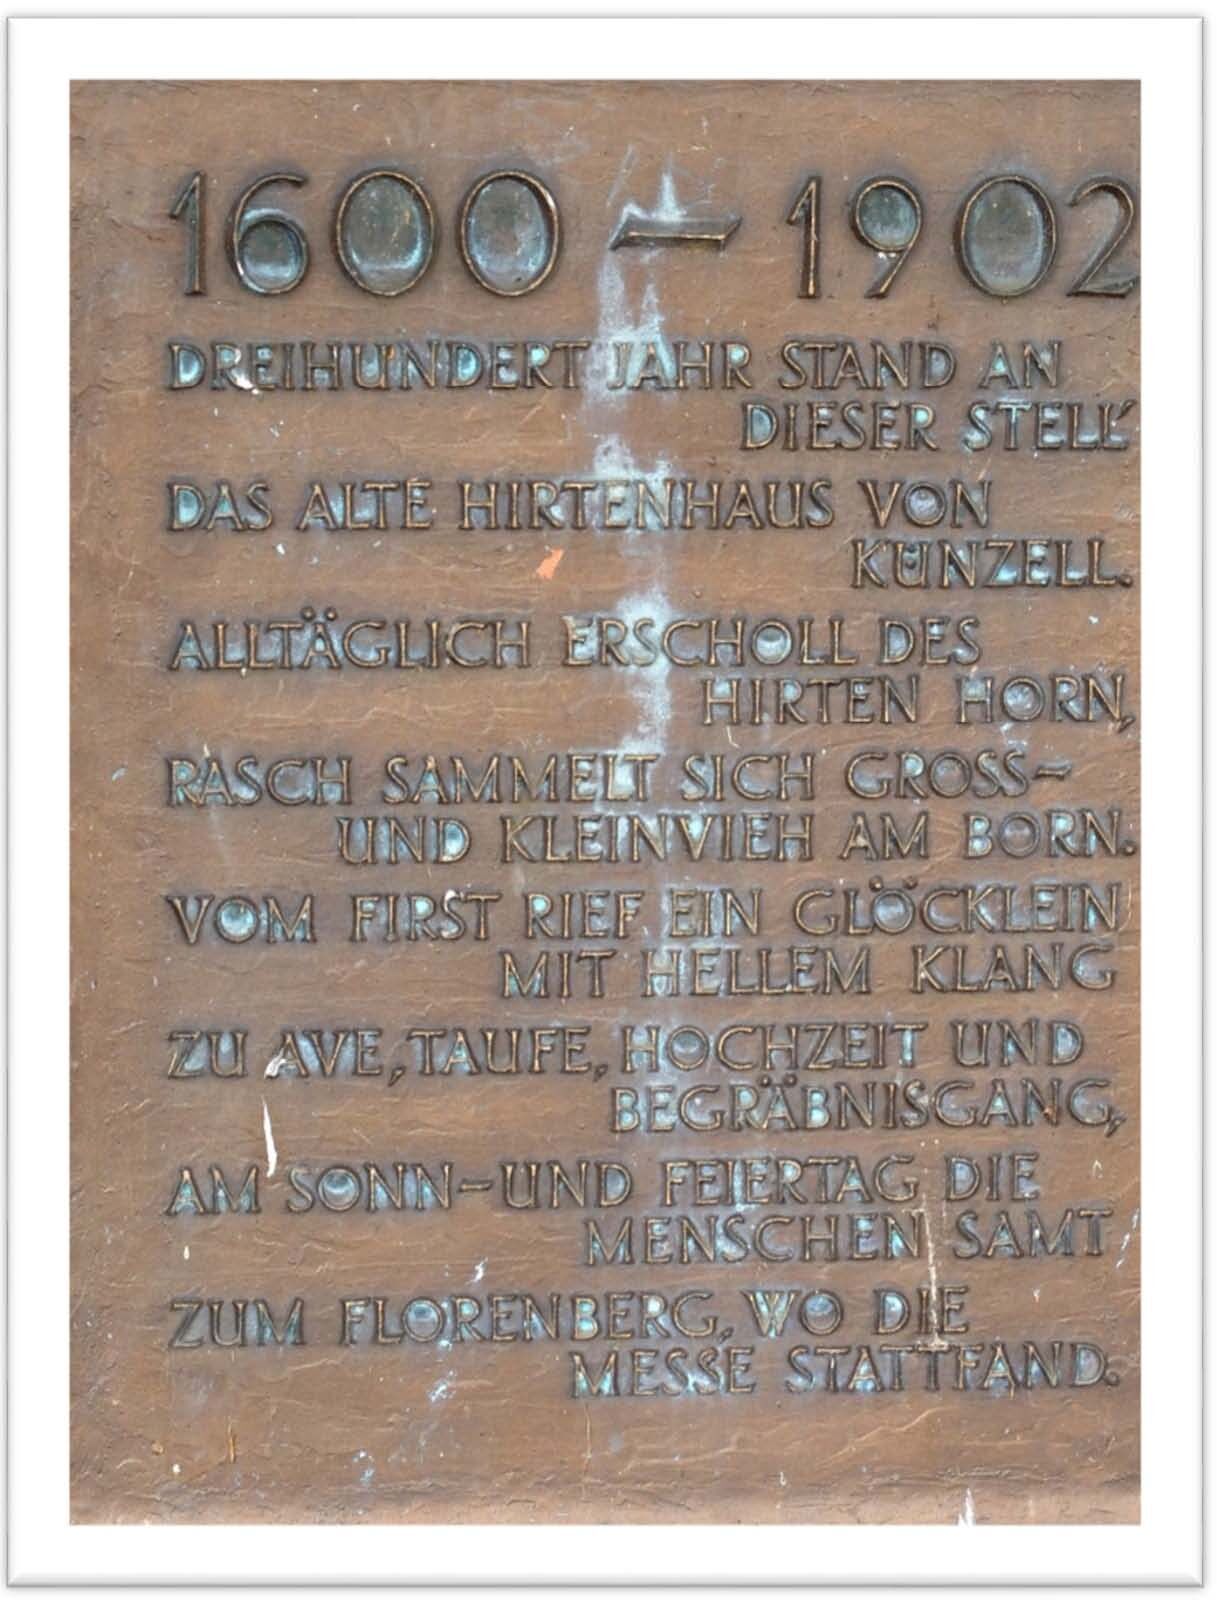 1600 – 1902
DREIHUNDERT JAHR STAND AN
DIESER STELL'
DAS ALTE HIRTENHAUS VON
KÜNZELL.
ALLTÄGLICH ERSCHOLL DES
HIRTEN HORN,
RASCH SAMMELT SICH GROSS-
UND KLEINVIEH AM BORN.
VOM FIRST RIEF EIN GLÖCKLEIN
MIT HELLEM KLANG
ZU AVE, TAUFE, HOCHZEIT UND
BEGRÄBNISGANG,
AM SONN-UND FEIERTAG DIE
MENSCHEN SAMT
ZUM FLORENBERG, WO DIE
MESSE STATTFAND.